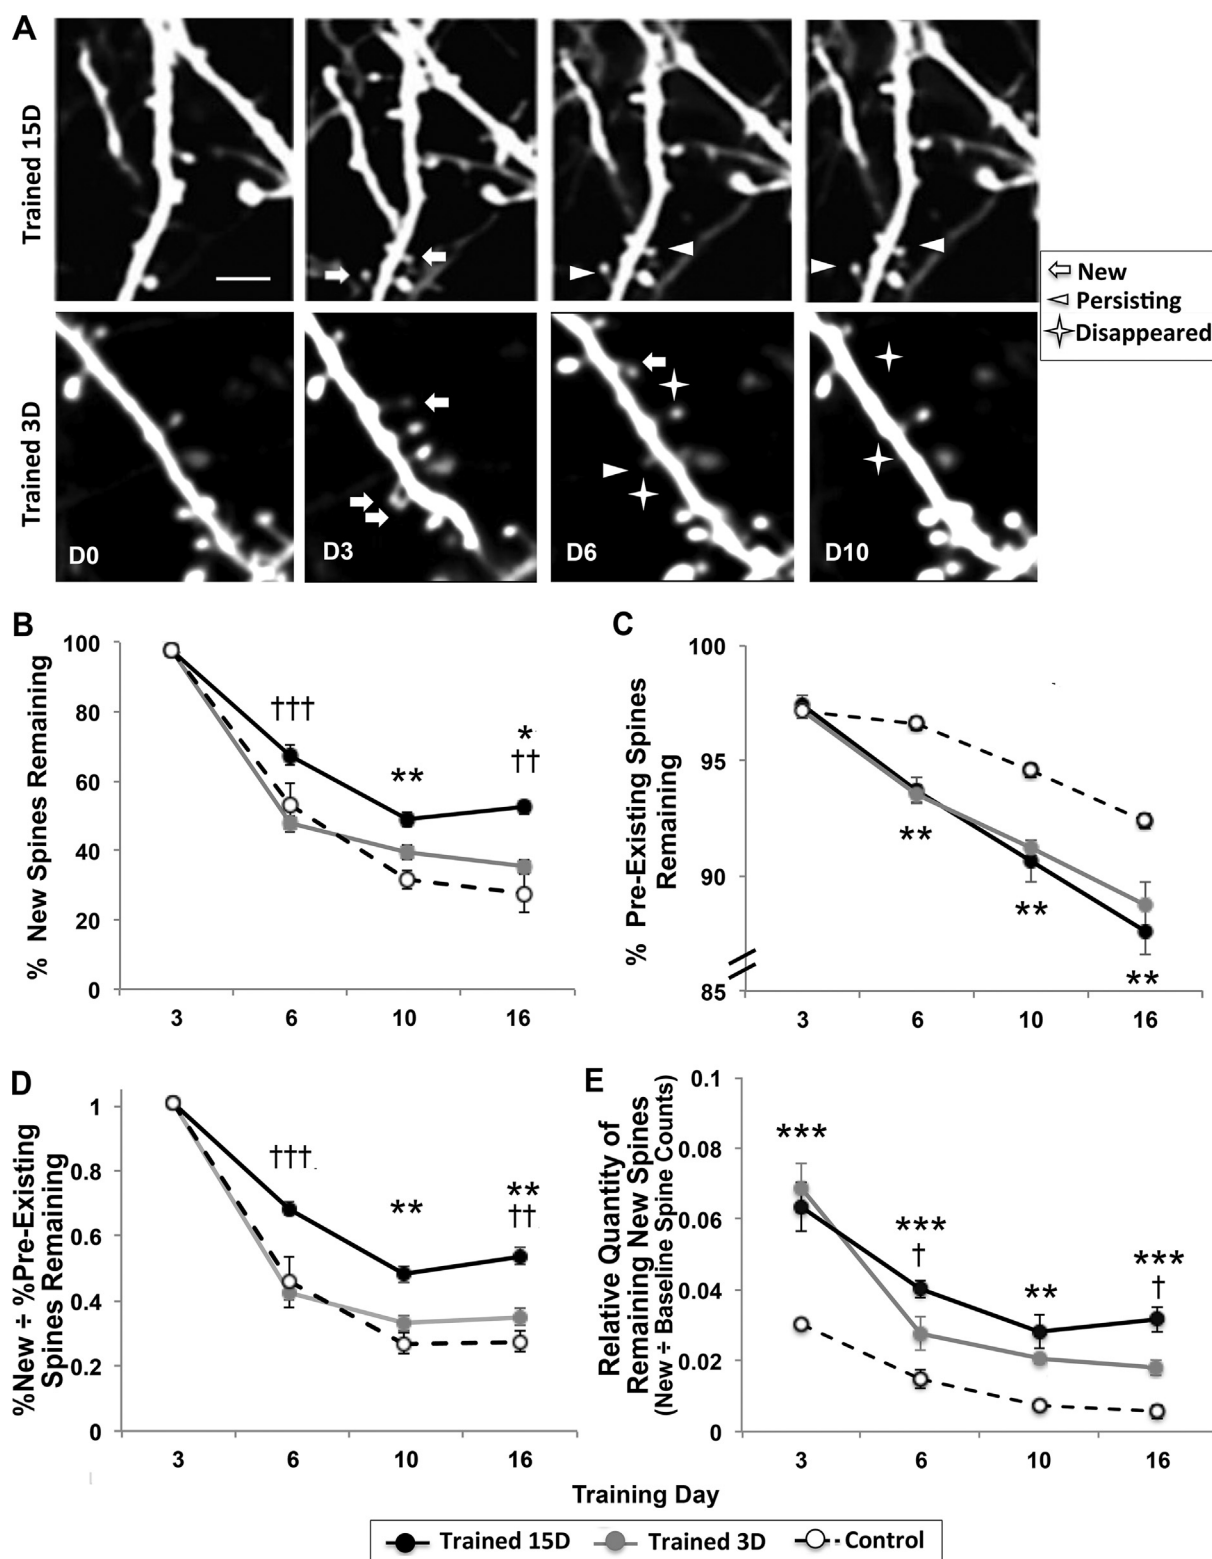 A
Trained 15D
New
Persisting
Disappeared
Trained 3D
D0
D3
D6
D10
B
% New Spines Remaining
100
80
60
40
20
0
†††
**
*
††
3
6
10
16
C
% Pre-Existing Spines
Remaining
100
95
90
85
**
**
**
3
6
10
16
D
%New ÷ %Pre-Existing
Spines Remaining
1
0.8
0.6
0.4
0.2
0
†††
**
**
††
3
6
10
16
E
Relative Quantity of
Remaining New Spines
(New ÷ Baseline Spine Counts)
0.1
0.08
0.06
0.04
0.02
0
***
***
†
**
***
†
3
6
10
16
Training Day
Trained 15D
Trained 3D
Control